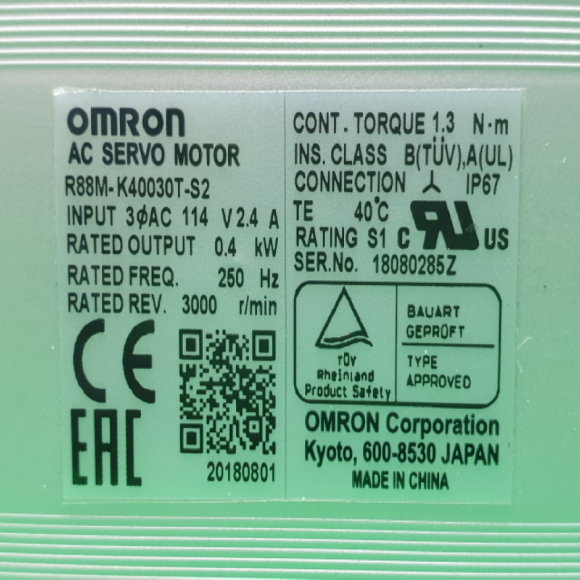 OMRON
AC SERVO MOTOR
R88M-K40030T-S2
INPUT 3ϕAC 114 V 2.4 A
RATED OUTPUT 0.4 kW
RATED FREQ. 250 Hz
RATED REV. 3000 r/min
CE
EAC
20180801
CONT. TORQUE 1.3 N·m
INS. CLASS B(TÜV),A(UL)
CONNECTION IP67
TE 40℃
RATING S1 C RU US
SER.No. 18080285Z
TÜV
Rheinland
Product Safety
BAUART
GEPRÜFT
TYPE
APPROVED
OMRON Corporation
Kyoto, 600-8530 JAPAN
MADE IN CHINA